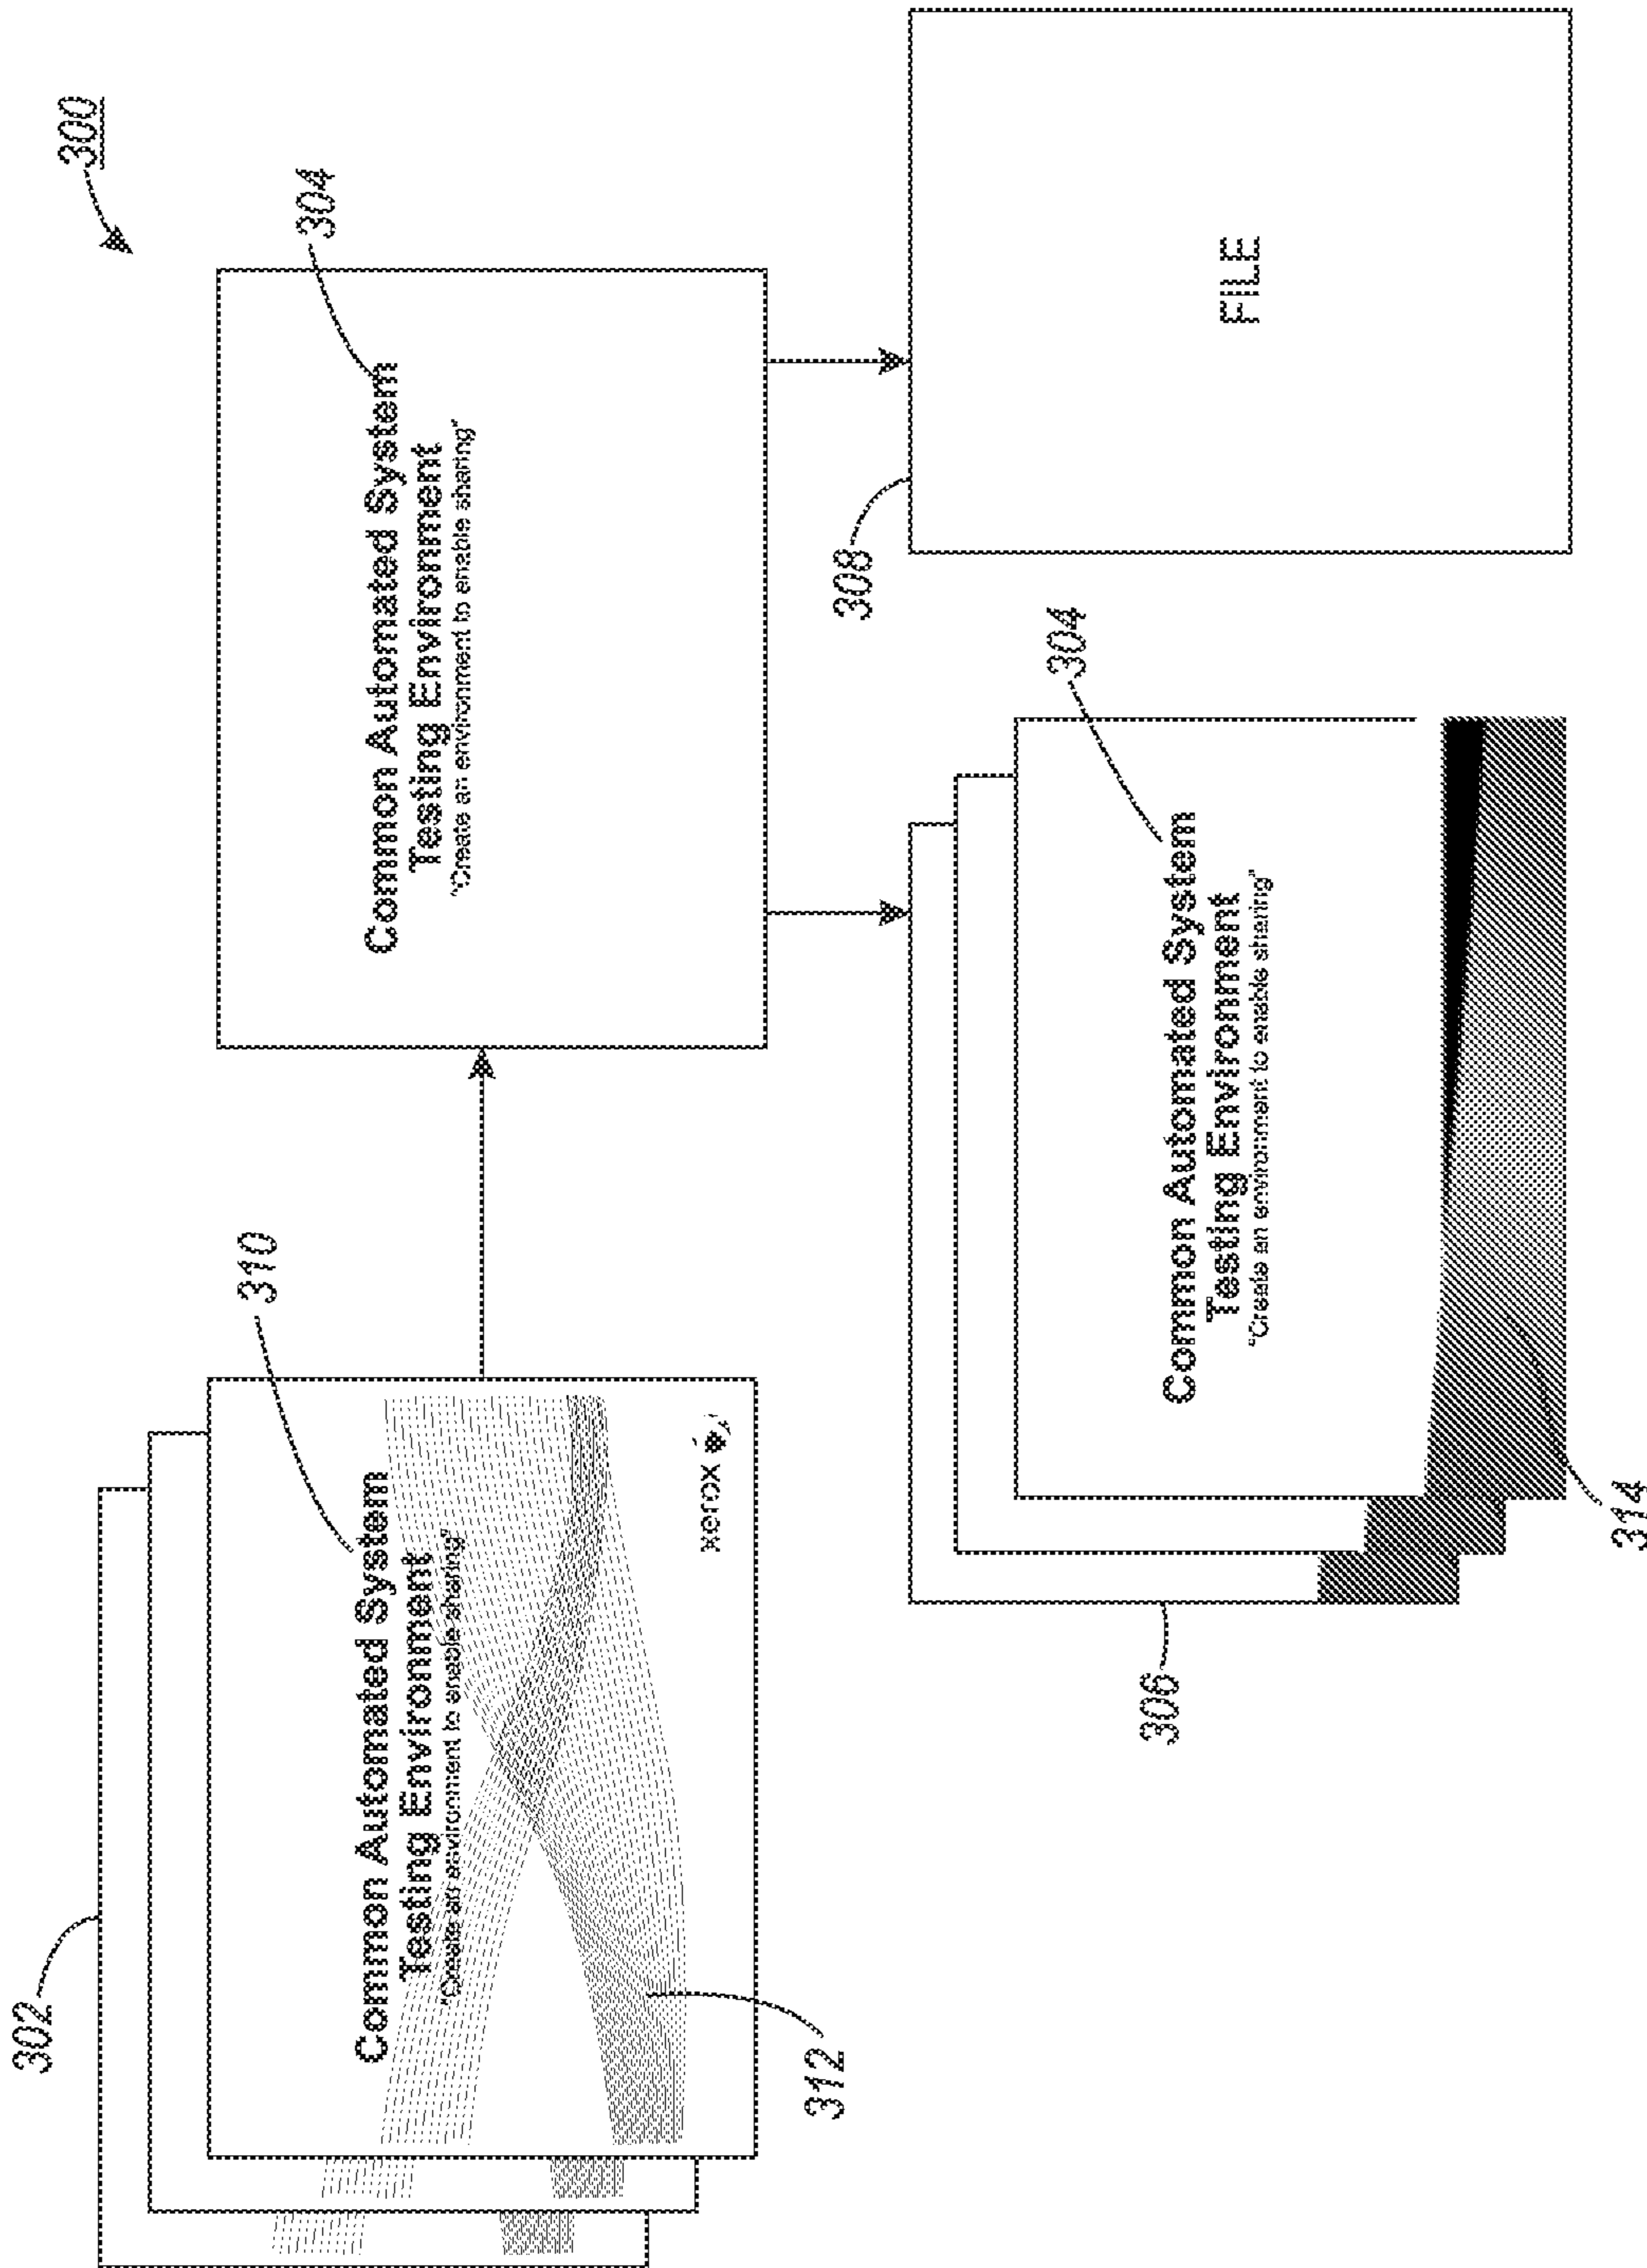 300
302
310
Common Automated System
Testing Environment
"Create an environment to enable sharing"
xerox
312
304
Common Automated System
Testing Environment
"Create an environment to enable sharing"
306
304
Common Automated System
Testing Environment
"Create an environment to enable sharing"
314
308
FILE